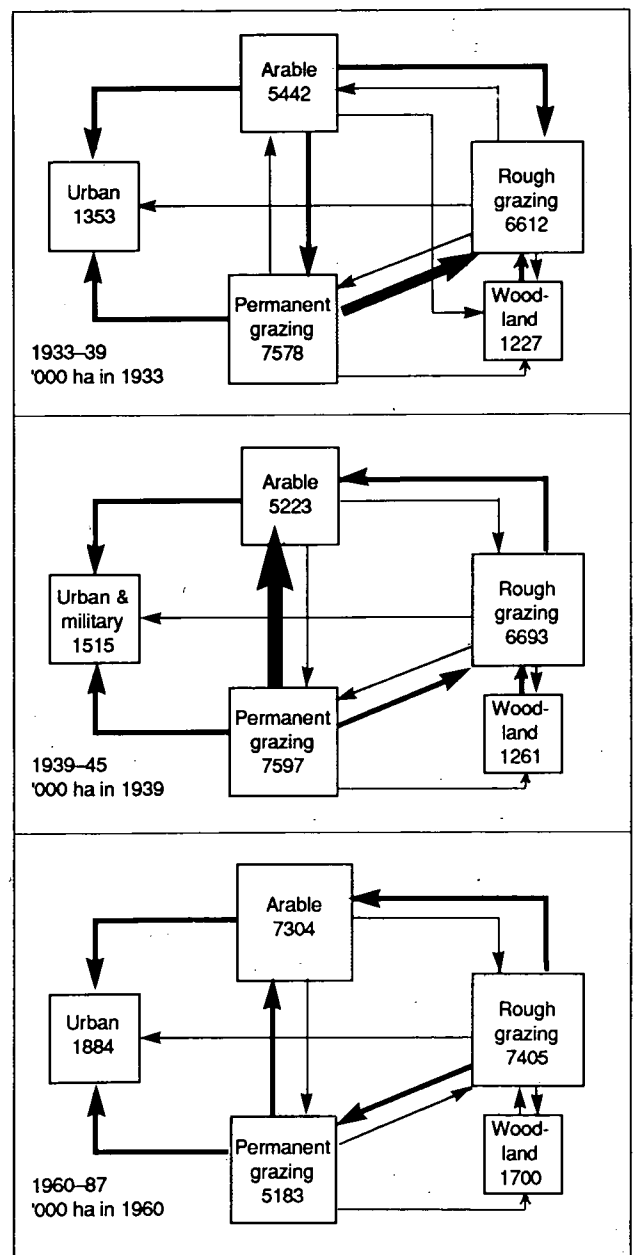 Arable
5442
Urban
1353
Rough
grazing
6612
Permanent
grazing
7578
Wood-
land
1227
1933–39
'000 ha in 1933
Arable
5223
Urban &
military
1515
Rough
grazing
6693
Permanent
grazing
7597
Wood-
land
1261
1939–45
'000 ha in 1939
Arable
7304
Urban
1884
Rough
grazing
7405
Permanent
grazing
5183
Wood-
land
1700
1960–87
'000 ha in 1960